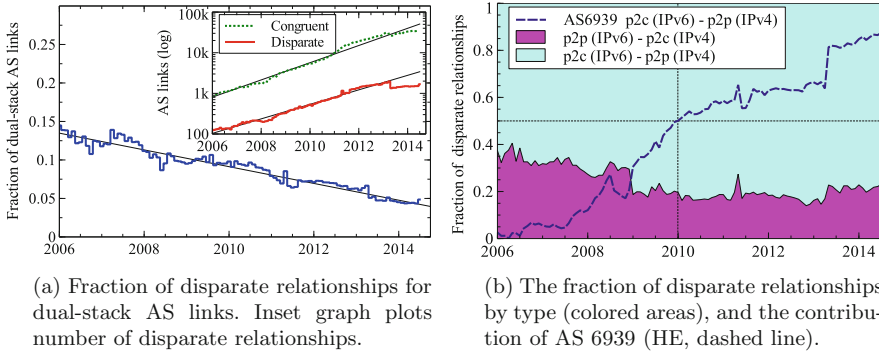 Fraction of dual-stack AS links
0.25
0.20
0.15
0.1
0.05
0
2006
2008
2010
2012
2014
AS links (log)
100k
10k
1k
100
Congruent
Disparate
2006
2008
2010
2012
2014
(a) Fraction of disparate relationships for
dual-stack AS links. Inset graph plots
number of disparate relationships.
Fraction of disparate relationships
1
0.8
0.6
0.4
0.2
0
AS6939 p2c (IPv6) - p2p (IPv4)
p2p (IPv6) - p2c (IPv4)
p2c (IPv6) - p2p (IPv4)
2006
2008
2010
2012
2014
(b) The fraction of disparate relationships
by type (colored areas), and the contribu-
tion of AS 6939 (HE, dashed line).